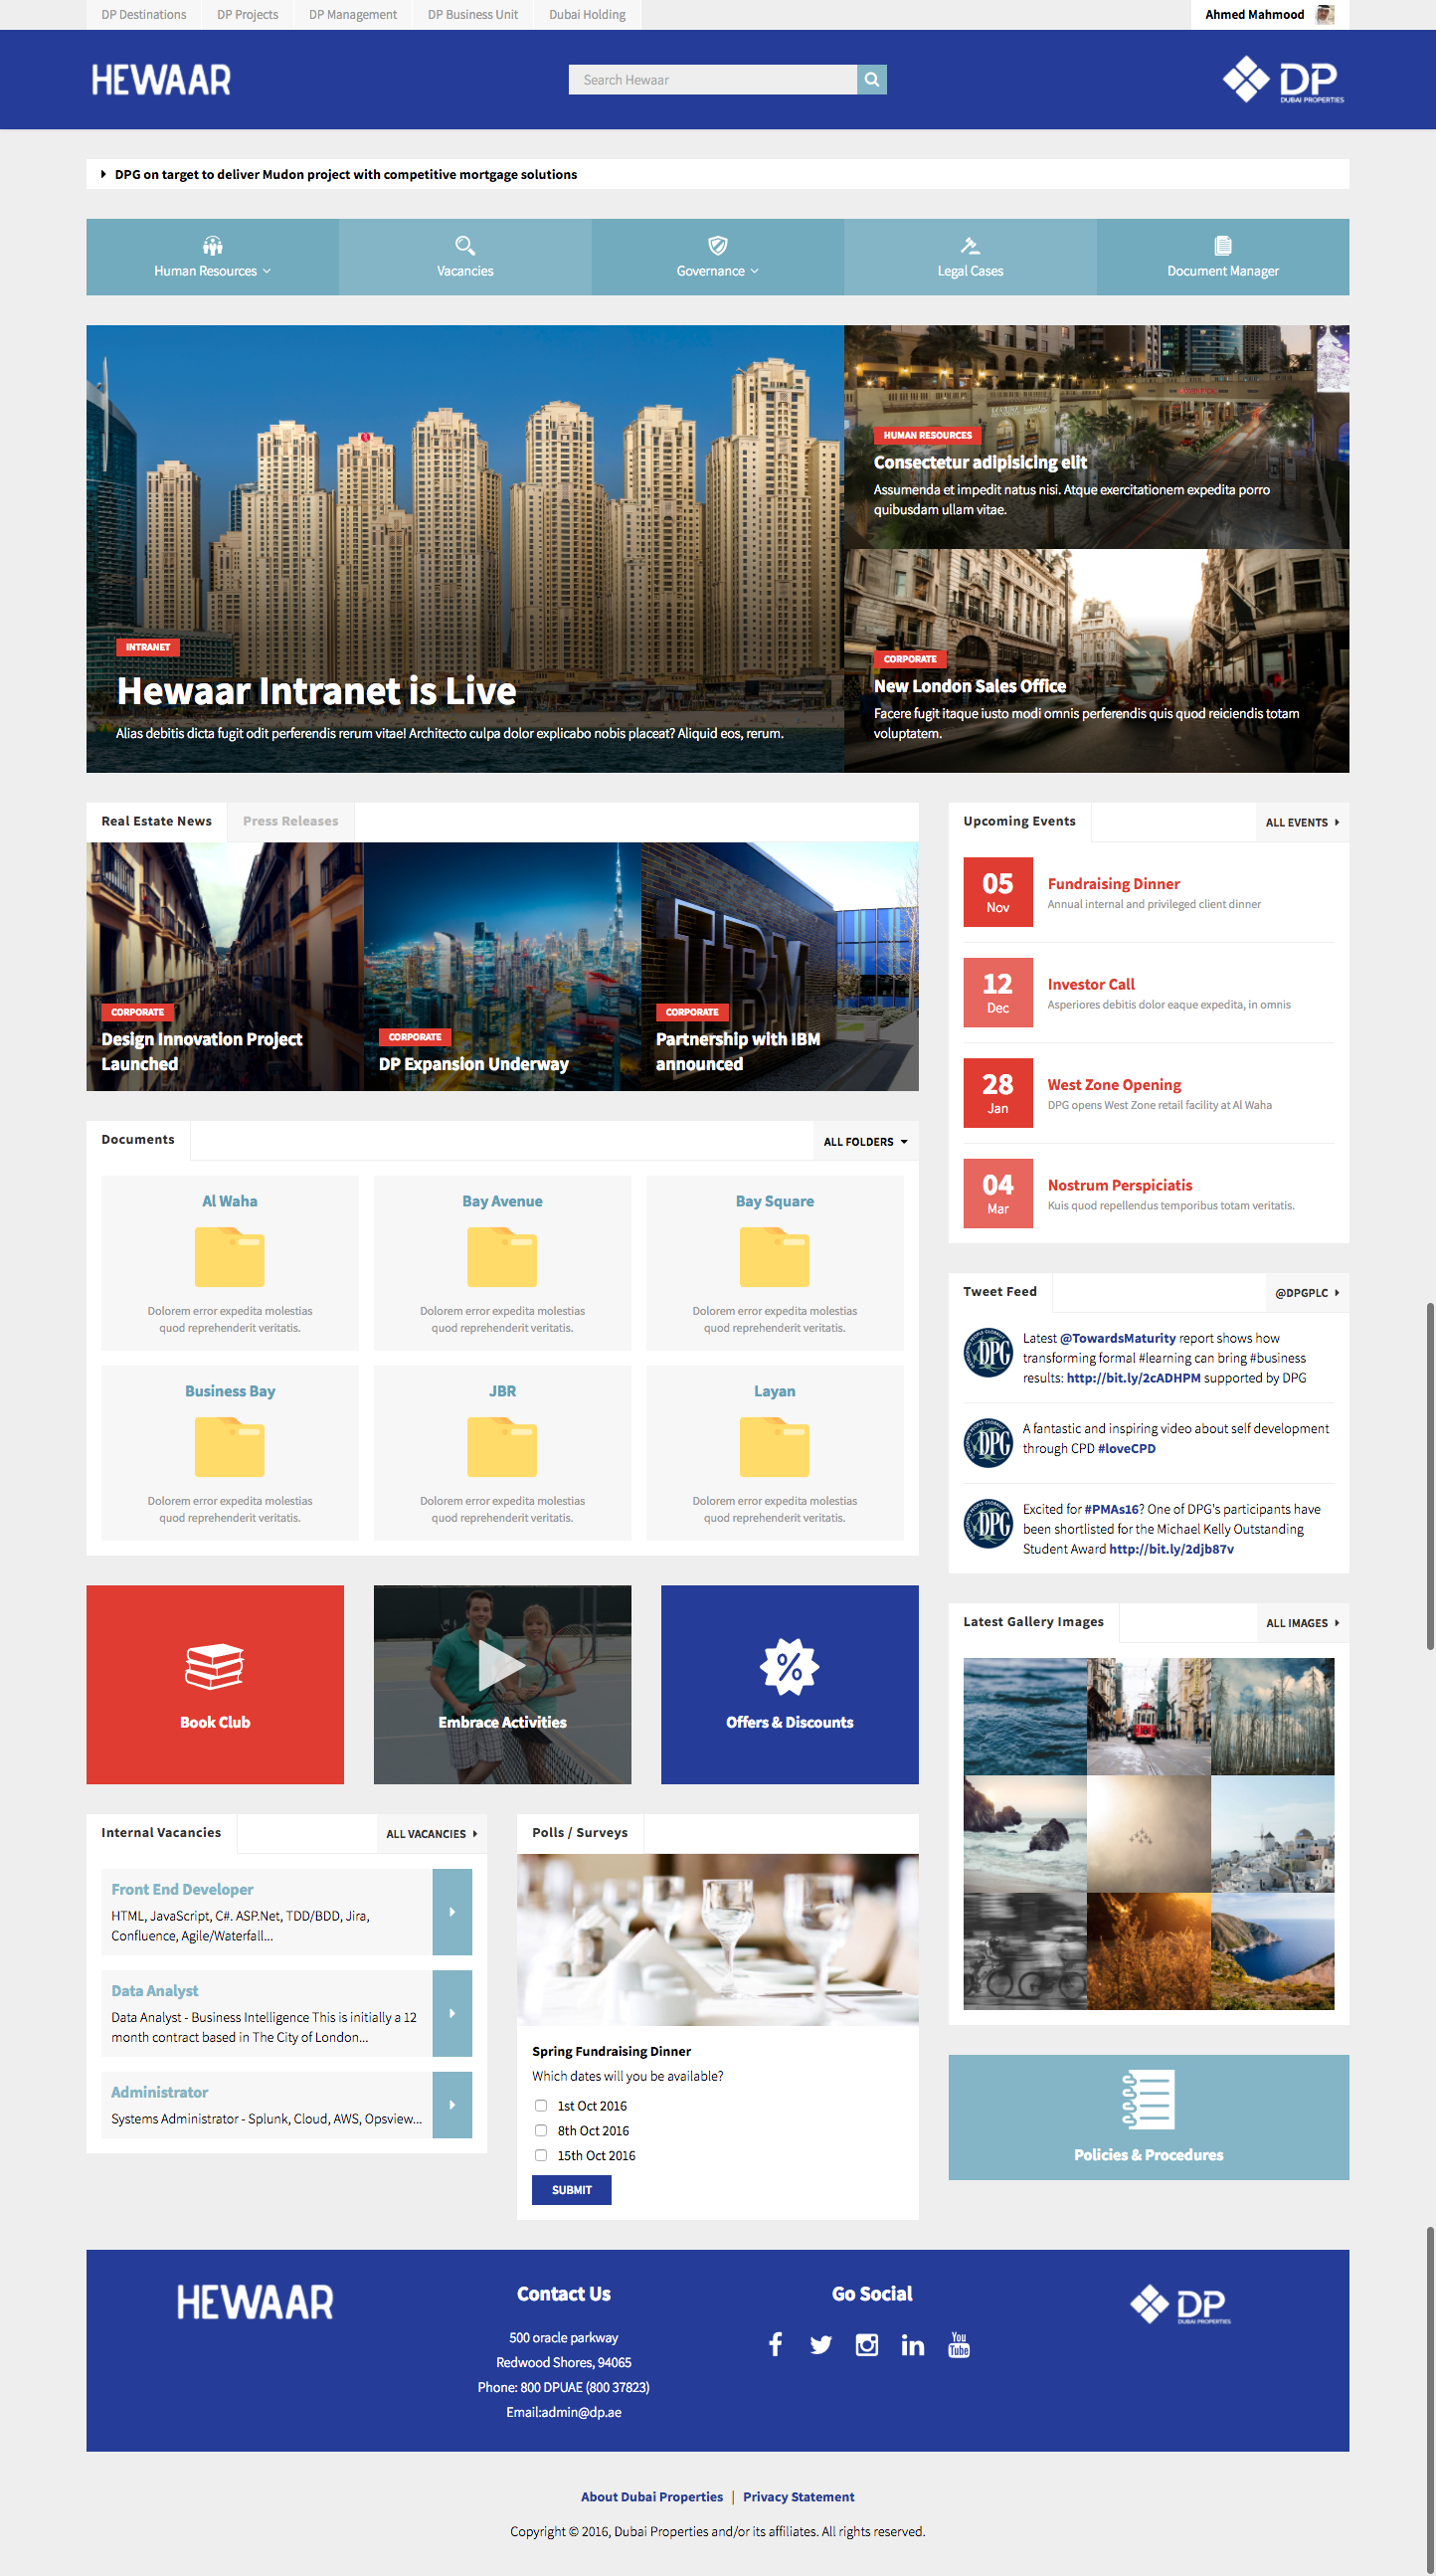 DP Destinations
DP Projects
DP Management
DP Business Unit
Dubai Holding
Ahmed Mahmood
HEWAAR
Search Hewaar
DP
DUBAI PROPERTIES
DPG on target to deliver Mudon project with competitive mortgage solutions
Human Resources
Vacancies
Governance
Legal Cases
Document Manager
INTRANET
Hewaar Intranet is Live
Alias debitis dicta fugit odit perferendis rerum vitae! Architecto culpa dolor explicabo nobis placeat? Aliquid eos, rerum.
HUMAN RESOURCES
Consectetur adipisicing elit
Assumenda et impedit natus nisi. Atque exercitationem expedita porro
quibusdam ullam vitae.
CORPORATE
New London Sales Office
Facere fugit itaque iusto modi omnis perferendis quis quod reiciendis totam
voluptatem.
Real Estate News
Press Releases
IBM
CORPORATE
Design Innovation Project
Launched
CORPORATE
DP Expansion Underway
CORPORATE
Partnership with IBM
announced
Upcoming Events
ALL EVENTS
05
Nov
Fundraising Dinner
Annual internal and privileged client dinner
12
Dec
Investor Call
Asperiores debitis dolor eaque expedita, in omnis
28
Jan
West Zone Opening
DPG opens West Zone retail facility at Al Waha
04
Mar
Nostrum Perspiciatis
Kuis quod repellendus temporibus totam veritatis.
Documents
ALL FOLDERS
Al Waha
Dolorem error expedita molestias
quod reprehenderit veritatis.
Bay Avenue
Dolorem error expedita molestias
quod reprehenderit veritatis.
Bay Square
Dolorem error expedita molestias
quod reprehenderit veritatis.
Business Bay
Dolorem error expedita molestias
quod reprehenderit veritatis.
JBR
Dolorem error expedita molestias
quod reprehenderit veritatis.
Layan
Dolorem error expedita molestias
quod reprehenderit veritatis.
Tweet Feed
@DPGPLC
DPG
Latest @TowardsMaturity report shows how
transforming formal #learning can bring #business
results: http://bit.ly/2cADHPM supported by DPG
DPG
A fantastic and inspiring video about self development
through CPD #loveCPD
DPG
Excited for #PMAs16? One of DPG's participants have
been shortlisted for the Michael Kelly Outstanding
Student Award http://bit.ly/2djb87v
Book Club
Embrace Activities
%
Offers & Discounts
Latest Gallery Images
ALL IMAGES
Internal Vacancies
ALL VACANCIES
Front End Developer
HTML, JavaScript, C#. ASP.Net, TDD/BDD, Jira,
Confluence, Agile/Waterfall...
Data Analyst
Data Analyst - Business Intelligence This is initially a 12
month contract based in The City of London...
Administrator
Systems Administrator - Splunk, Cloud, AWS, Opsview...
Polls / Surveys
Spring Fundraising Dinner
Which dates will you be available?
1st Oct 2016
8th Oct 2016
15th Oct 2016
SUBMIT
Policies & Procedures
HEWAAR
Contact Us
500 oracle parkway
Redwood Shores, 94065
Phone: 800 DPUAE (800 37823)
Email:admin@dp.ae
Go Social
You
Tube
DP
DUBAI PROPERTIES
About Dubai Properties | Privacy Statement
Copyright © 2016, Dubai Properties and/or its affiliates. All rights reserved.